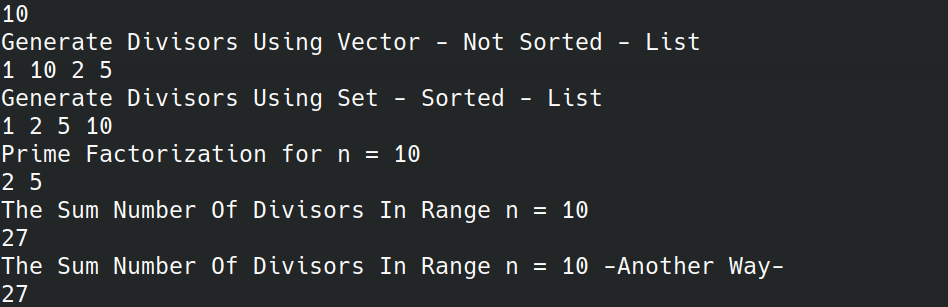 10
Generate Divisors Using Vector - Not Sorted - List
1 10 2 5
Generate Divisors Using Set - Sorted - List
1 2 5 10
Prime Factorization for n = 10
2 5
The Sum Number Of Divisors In Range n = 10
27
The Sum Number Of Divisors In Range n = 10 -Another Way-
27